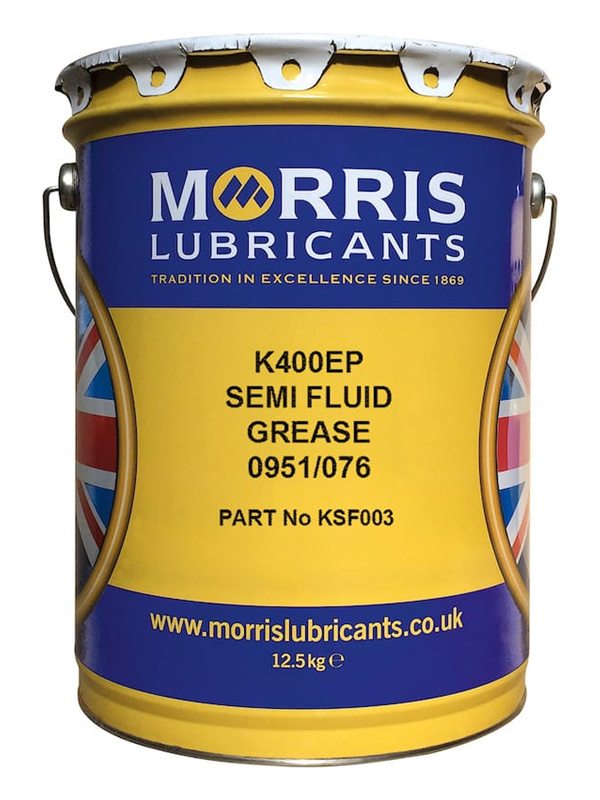 MORRIS
LUBRICANTS
TRADITION IN EXCELLENCE SINCE 1869
K400EP
SEMI FLUID
GREASE
0951/076
PART No KSF003
www.morrislubricants.co.uk
12.5kg ℮